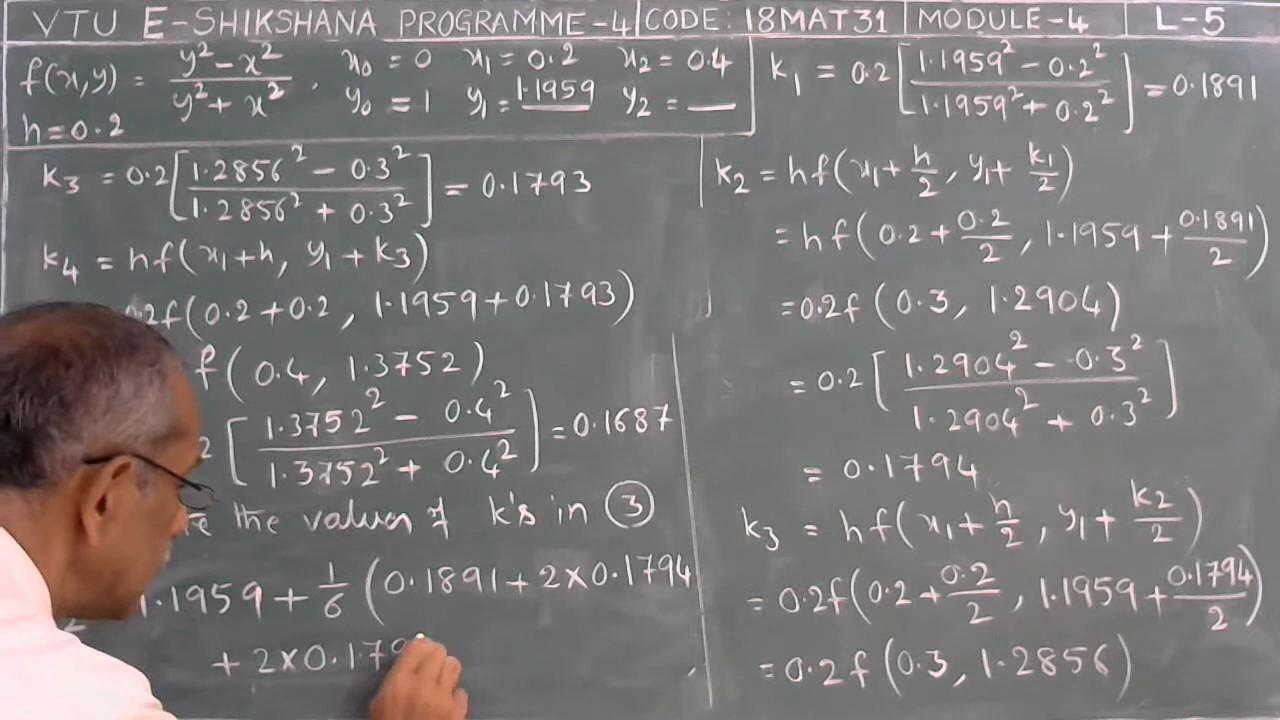 VTU E-SHIKSHANA PROGRAMME-4 | CODE: 18MAT31 | MODULE-4 | L-5
f(x,y) = (y² - x²)/(y² + x²), x₀ = 0 x₁ = 0.2 x₂ = 0.4
y₀ = 1 y₁ = 1.1959 y₂ = __
h = 0.2
k₃ = 0.2[(1.2856² - 0.3²)/(1.2856² + 0.3²)] = 0.1793
k₄ = hf(x₁+h, y₁+k₃)
0.2f(0.2+0.2, 1.1959+0.1793)
f(0.4, 1.3752)
2[(1.3752² - 0.4²)/(1.3752² + 0.4²)] = 0.1687
the values of k's in ③
1.1959 + 1/6 (0.1891 + 2×0.1794
+ 2×0.179
k₁ = 0.2[(1.1959² - 0.2²)/(1.1959² + 0.2²)] = 0.1891
k₂ = hf(x₁ + h/2, y₁ + k₁/2)
= hf(0.2 + 0.2/2, 1.1959 + 0.1891/2)
= 0.2f(0.3, 1.2904)
= 0.2[(1.2904² - 0.3²)/(1.2904² + 0.3²)]
= 0.1794
k₃ = hf(x₁ + h/2, y₁ + k₂/2)
= 0.2f(0.2 + 0.2/2, 1.1959 + 0.1794/2)
= 0.2f(0.3, 1.2856)